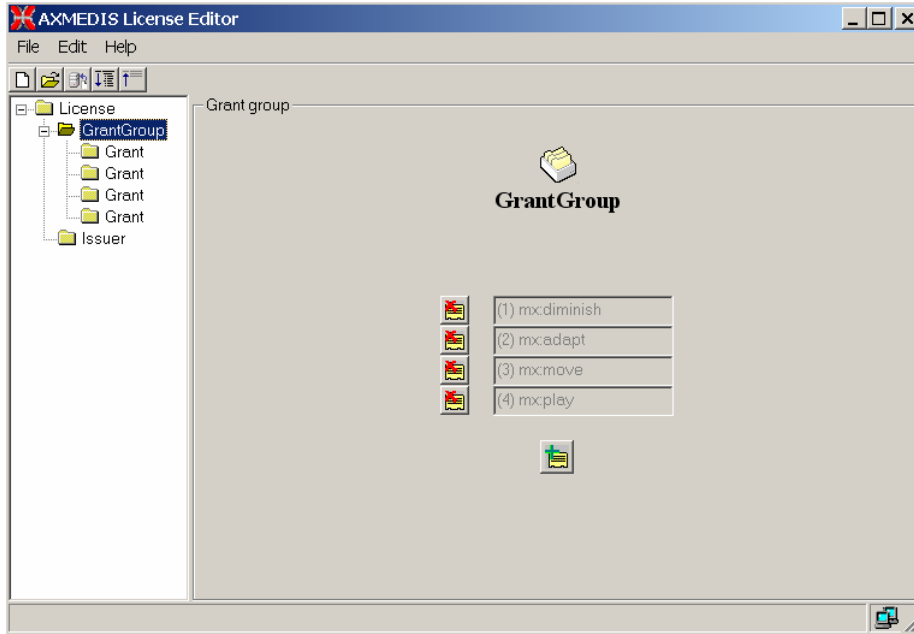 AXMEDIS License Editor
File Edit Help
License
GrantGroup
Grant
Grant
Grant
Grant
Issuer
Grant group
GrantGroup
(1) mx:diminish
(2) mx:adapt
(3) mx:move
(4) mx:play